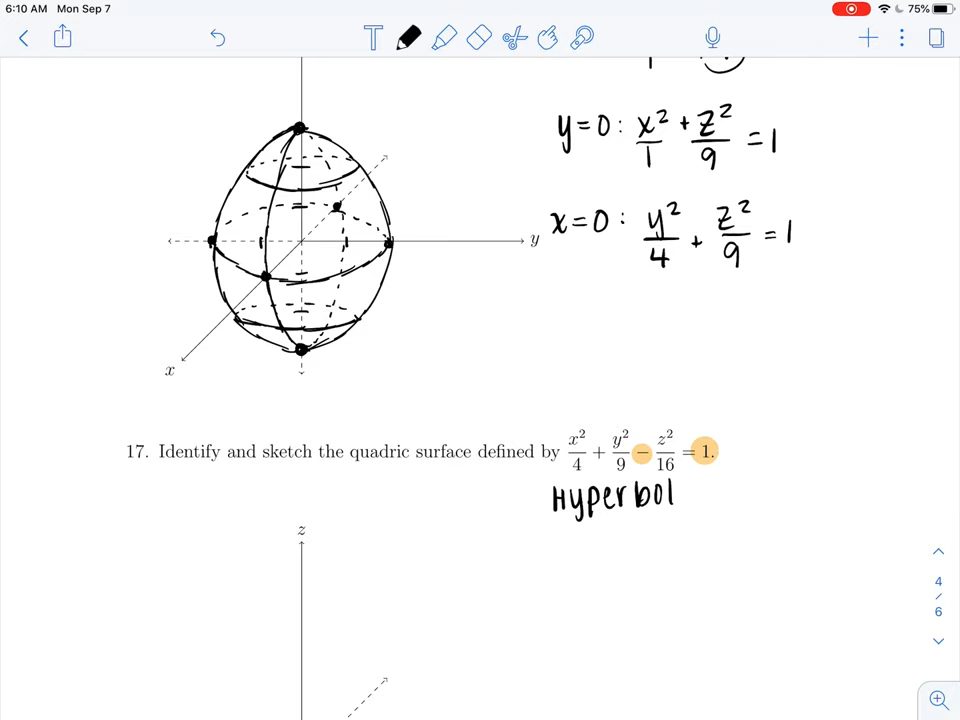 6:10 AM Mon Sep 7 75%
T
y=0: x²/1 + z²/9 = 1
x=0: y²/4 + z²/9 = 1
y
x
17. Identify and sketch the quadric surface defined by x²/4 + y²/9 − z²/16 = 1.
Hyperbol
z
4
/
6